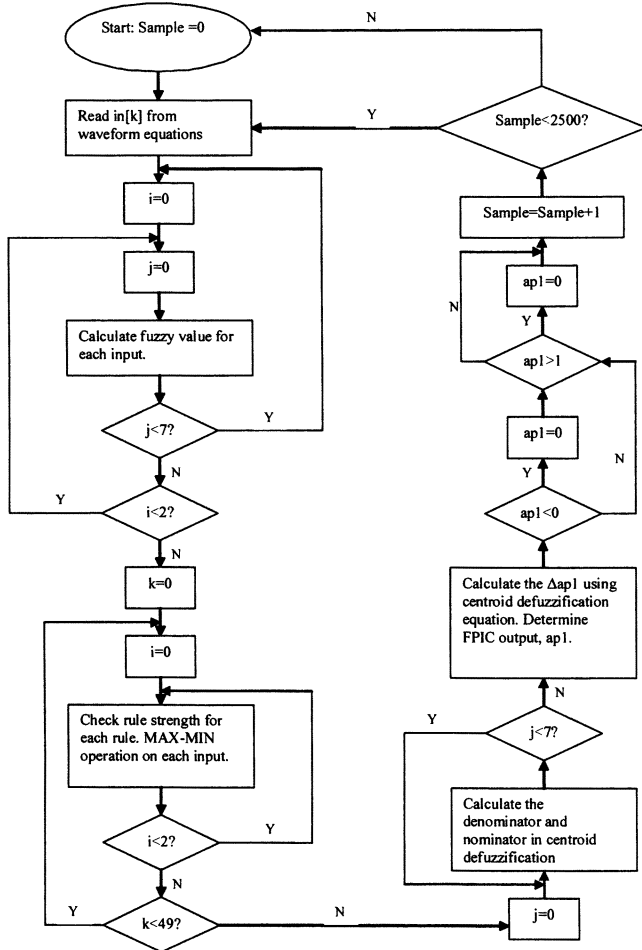 Start: Sample =0
Read in[k] from
waveform equations
i=0
j=0
Calculate fuzzy value for
each input.
j<7?
Y
N
i<2?
Y
N
k=0
i=0
Check rule strength for
each rule. MAX-MIN
operation on each input.
i<2?
Y
N
k<49?
Y
N
j=0
Calculate the
denominator and
nominator in centroid
defuzzification
j<7?
Y
N
Calculate the Δap1 using
centroid defuzzification
equation. Determine
FPIC output, ap1.
ap1<0
Y
N
ap1=0
ap1>1
Y
N
ap1=0
Sample=Sample+1
Sample<2500?
Y
N